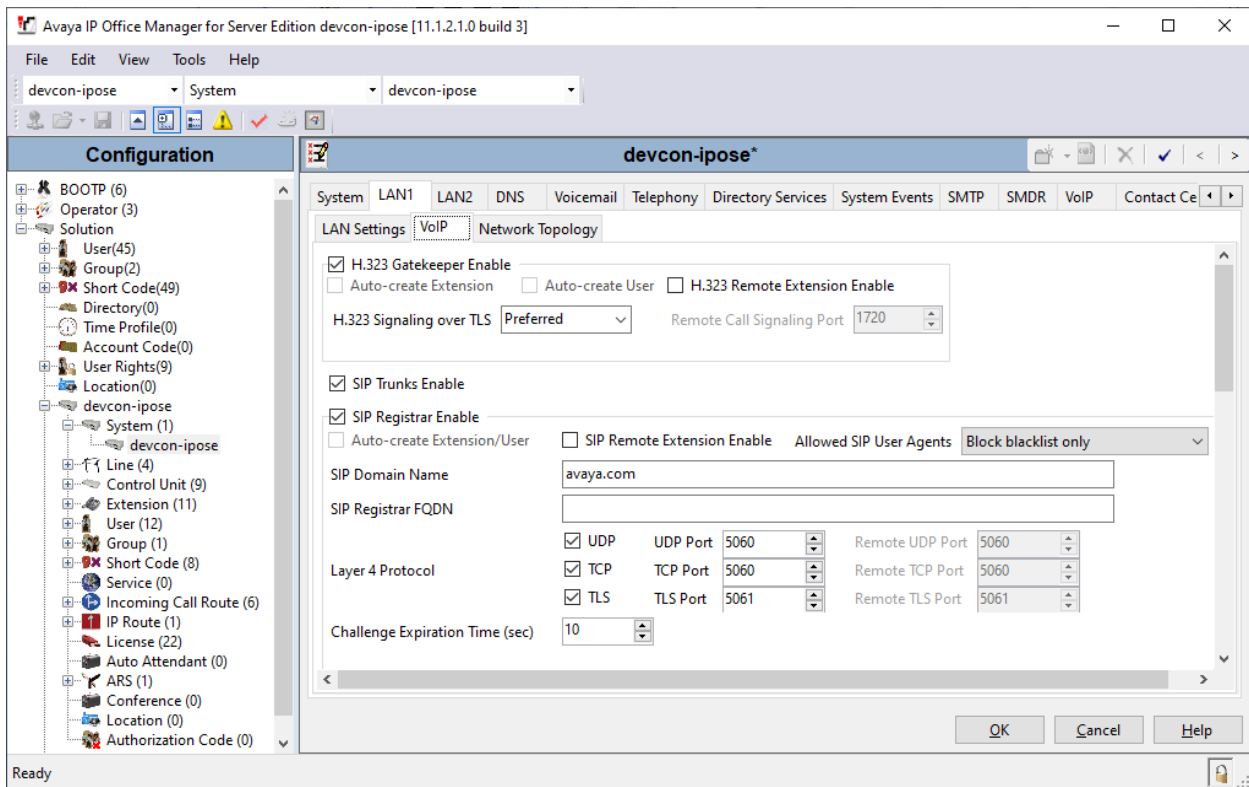 Avaya IP Office Manager for Server Edition devcon-ipose [11.1.2.1.0 build 3]
File Edit View Tools Help
devcon-ipose System devcon-ipose
Configuration
BOOTP (6)
Operator (3)
Solution
User(45)
Group(2)
Short Code(49)
Directory(0)
Time Profile(0)
Account Code(0)
User Rights(9)
Location(0)
devcon-ipose
System (1)
devcon-ipose
Line (4)
Control Unit (9)
Extension (11)
User (12)
Group (1)
Short Code (8)
Service (0)
Incoming Call Route (6)
IP Route (1)
License (22)
Auto Attendant (0)
ARS (1)
Conference (0)
Location (0)
Authorization Code (0)
devcon-ipose*
System LAN1 LAN2 DNS Voicemail Telephony Directory Services System Events SMTP SMDR VoIP Contact Ce
LAN Settings VoIP Network Topology
H.323 Gatekeeper Enable
Auto-create Extension Auto-create User H.323 Remote Extension Enable
H.323 Signaling over TLS Preferred Remote Call Signaling Port 1720
SIP Trunks Enable
SIP Registrar Enable
Auto-create Extension/User SIP Remote Extension Enable Allowed SIP User Agents Block blacklist only
SIP Domain Name avaya.com
SIP Registrar FQDN
UDP UDP Port 5060 Remote UDP Port 5060
Layer 4 Protocol TCP TCP Port 5060 Remote TCP Port 5060
TLS TLS Port 5061 Remote TLS Port 5061
Challenge Expiration Time (sec) 10
OK Cancel Help
Ready